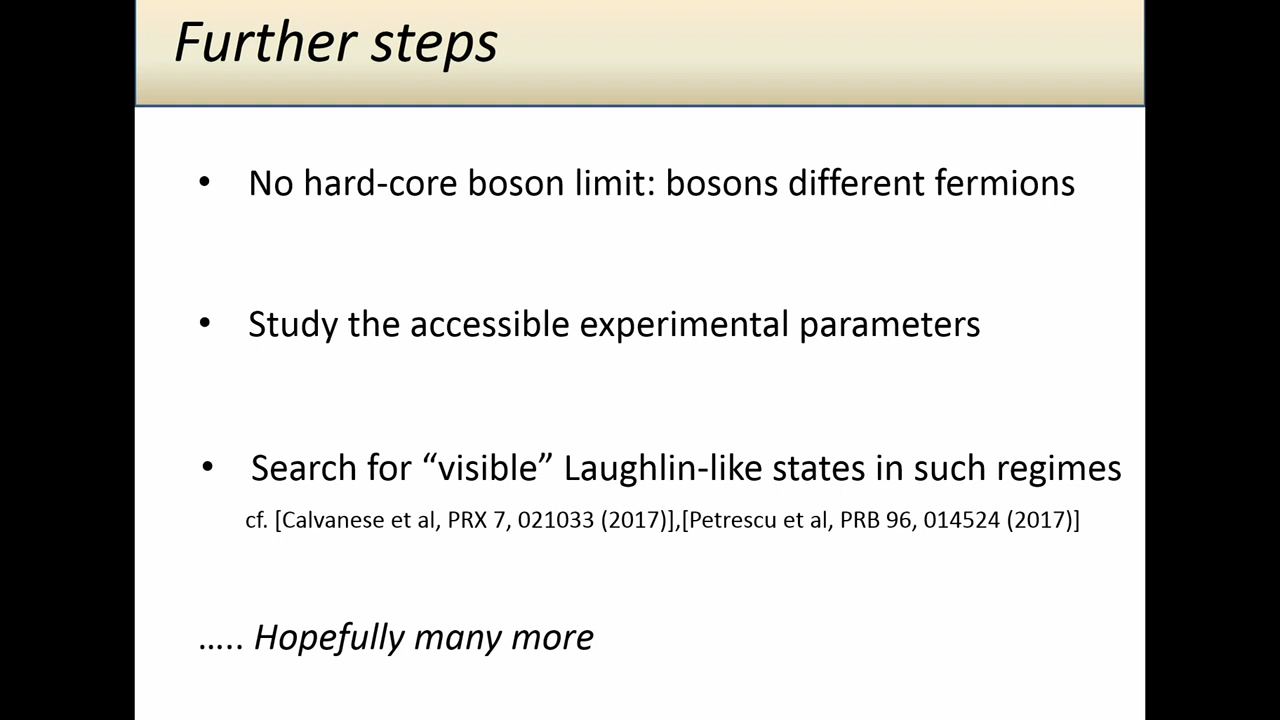 Further steps
• No hard-core boson limit: bosons different fermions
• Study the accessible experimental parameters
• Search for “visible” Laughlin-like states in such regimes
cf. [Calvanese et al, PRX 7, 021033 (2017)],[Petrescu et al, PRB 96, 014524 (2017)]
..... Hopefully many more